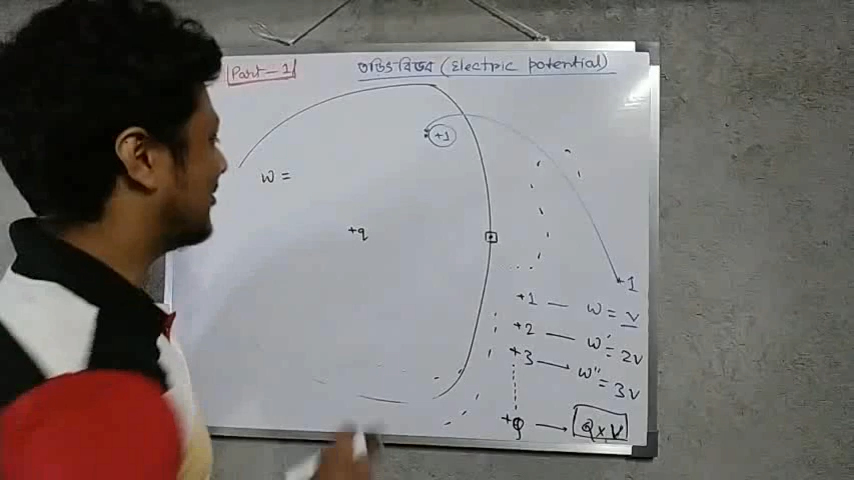 Part-1
তড়িৎ বিভব (Electric potential)
+1
W =
+q
+1
+1 — W = V
+2 — W' = 2V
+3 → W'' = 3V
+Q → Q x V